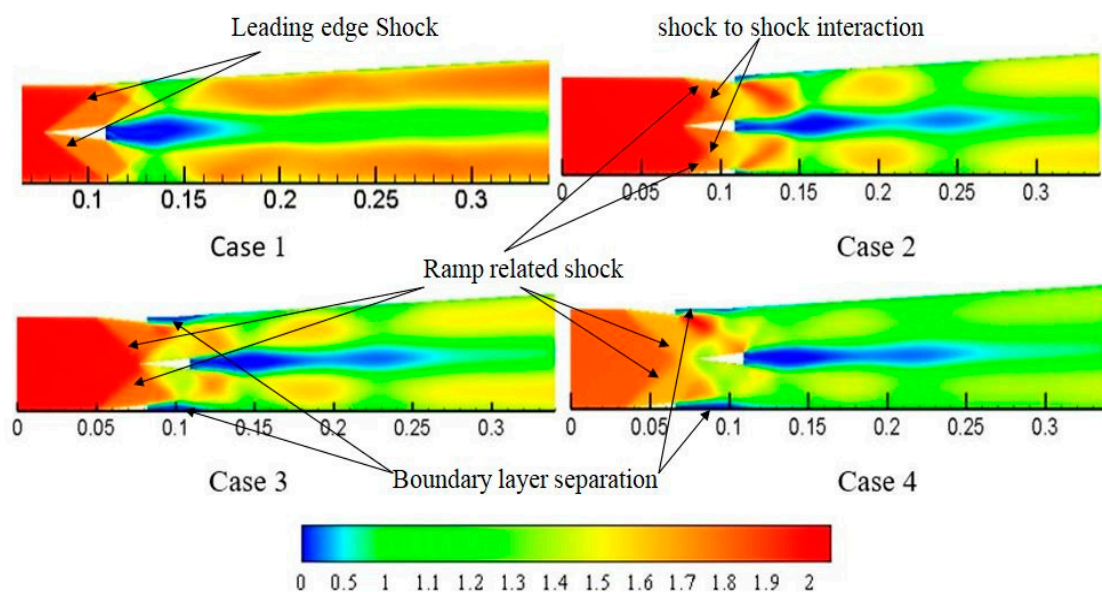 Leading edge Shock
shock to shock interaction
0.1 0.15 0.2 0.25 0.3
0 0.05 0.1 0.15 0.2 0.25 0.3
Case 1
Case 2
Ramp related shock
0 0.05 0.1 0.15 0.2 0.25 0.3
0 0.05 0.1 0.15 0.2 0.25 0.3
Case 3
Boundary layer separation
Case 4
0 0.5 1 1.1 1.2 1.3 1.4 1.5 1.6 1.7 1.8 1.9 2